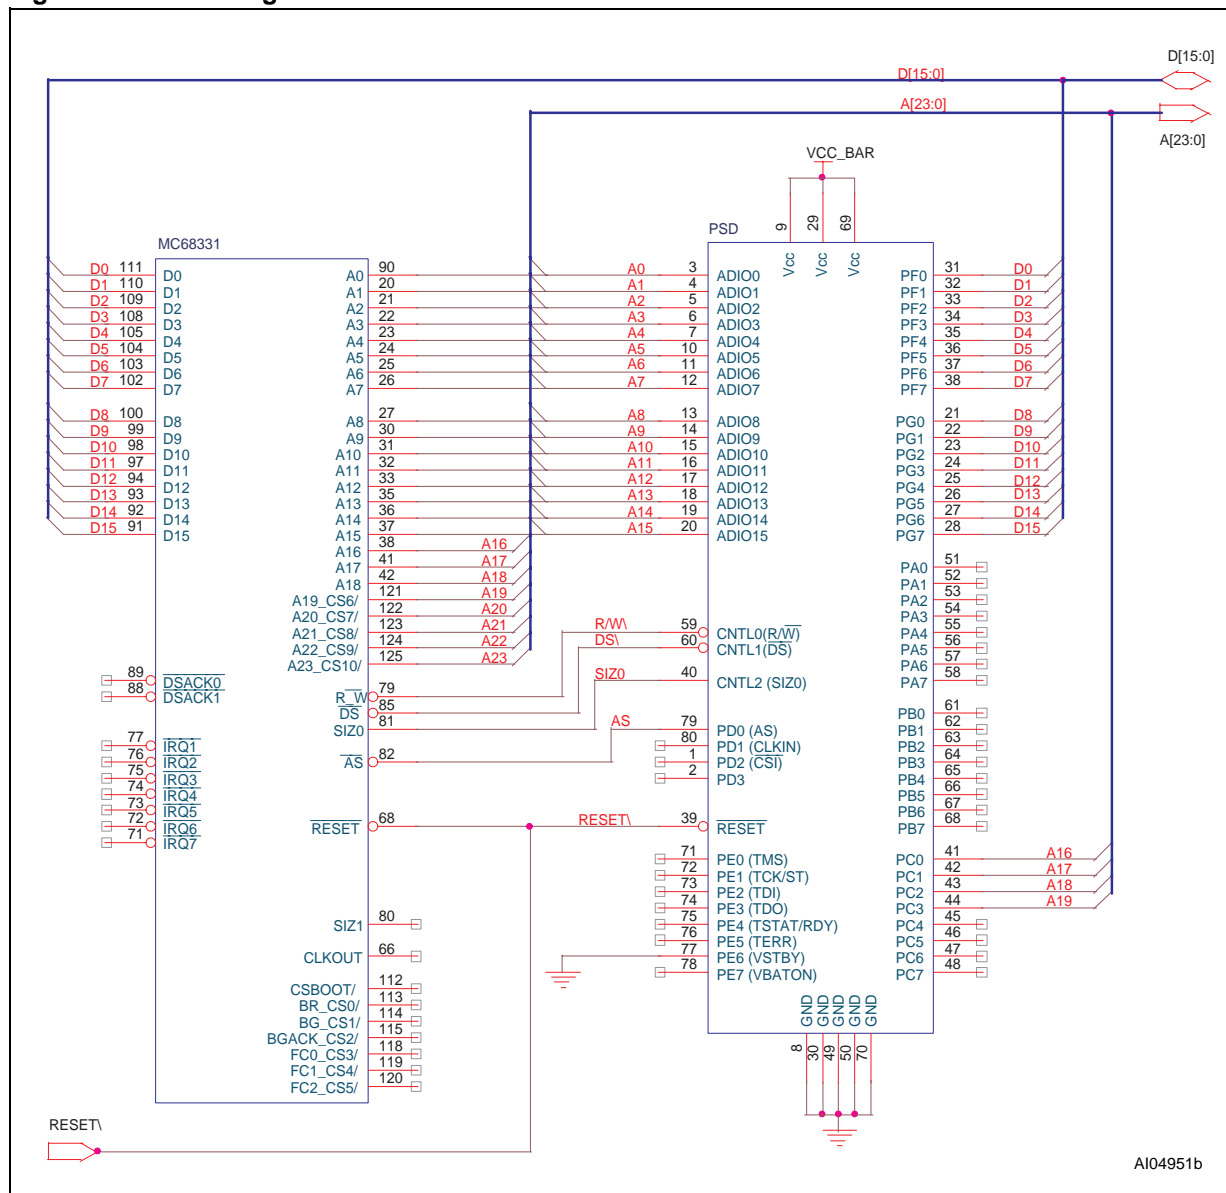 D[15:0]
D[15:0]
A[23:0]
A[23:0]
VCC_BAR
MC68331
PSD
9 29 69
Vcc Vcc Vcc
D0 111 D0 A0 90 A0 3 ADIO0 PF0 31 D0
D1 110 D1 A1 20 A1 4 ADIO1 PF1 32 D1
D2 109 D2 A2 21 A2 5 ADIO2 PF2 33 D2
D3 108 D3 A3 22 A3 6 ADIO3 PF3 34 D3
D4 105 D4 A4 23 A4 7 ADIO4 PF4 35 D4
D5 104 D5 A5 24 A5 10 ADIO5 PF5 36 D5
D6 103 D6 A6 25 A6 11 ADIO6 PF6 37 D6
D7 102 D7 A7 26 A7 12 ADIO7 PF7 38 D7
D8 100 D8 A8 27 A8 13 ADIO8 PG0 21 D8
D9 99 D9 A9 30 A9 14 ADIO9 PG1 22 D9
D10 98 D10 A10 31 A10 15 ADIO10 PG2 23 D10
D11 97 D11 A11 32 A11 16 ADIO11 PG3 24 D11
D12 94 D12 A12 33 A12 17 ADIO12 PG4 25 D12
D13 93 D13 A13 35 A13 18 ADIO13 PG5 26 D13
D14 92 D14 A14 36 A14 19 ADIO14 PG6 27 D14
D15 91 D15 A15 37 A15 20 ADIO15 PG7 28 D15
A16 38 A16
A17 41 A17
A18 42 A18
A19_CS6/ 121 A19
A20_CS7/ 122 A20
A21_CS8/ 123 A21
A22_CS9/ 124 A22
A23_CS10/ 125 A23
PA0 51
PA1 52
PA2 53
PA3 54
PA4 55
PA5 56
PA6 57
PA7 58
R/W\ 59 CNTL0(R/W)
DS\ 60 CNTL1(DS)
SIZ0 40 CNTL2 (SIZ0)
89 DSACK0
88 DSACK1
R_W 79
DS 85
SIZ0 81
AS 82
AS 79 PD0 (AS)
80 PD1 (CLKIN)
1 PD2 (CSI)
2 PD3
PB0 61
PB1 62
PB2 63
PB3 64
PB4 65
PB5 66
PB6 67
PB7 68
77 IRQ1
76 IRQ2
75 IRQ3
74 IRQ4
73 IRQ5
72 IRQ6
71 IRQ7
RESET 68 RESET\ 39 RESET
71 PE0 (TMS)
72 PE1 (TCK/ST)
73 PE2 (TDI)
74 PE3 (TDO)
75 PE4 (TSTAT/RDY)
76 PE5 (TERR)
77 PE6 (VSTBY)
78 PE7 (VBATON)
PC0 41 A16
PC1 42 A17
PC2 43 A18
PC3 44 A19
PC4 45
PC5 46
PC6 47
PC7 48
SIZ1 80
CLKOUT 66
CSBOOT/ 112
BR_CS0/ 113
BG_CS1/ 114
BGACK_CS2/ 115
FC0_CS3/ 118
FC1_CS4/ 119
FC2_CS5/ 120
GND GND GND GND GND
8 30 49 50 70
RESET\
AI04951b